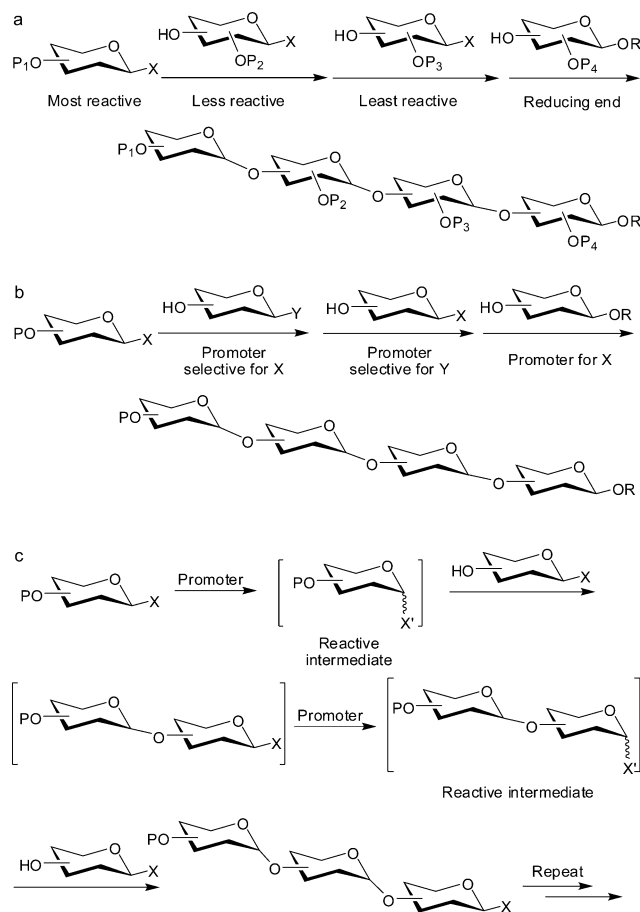 a
HO O X OP2
HO O X OP3
HO O OR OP4
P1O O X
Most reactive
Less reactive
Least reactive
Reducing end
P1O O O
O OP2 O
O OP3 O
O OR OP4
b
PO O X
HO O Y
HO O X
HO O OR
Promoter
selective for X
Promoter
selective for Y
Promoter for X
PO O O
O O
O O
O OR
c
PO O X
Promoter
PO O X'
Reactive
intermediate
HO O X
PO O O O X
Promoter
PO O O O X'
Reactive intermediate
HO O X
PO O O O O O X
Repeat